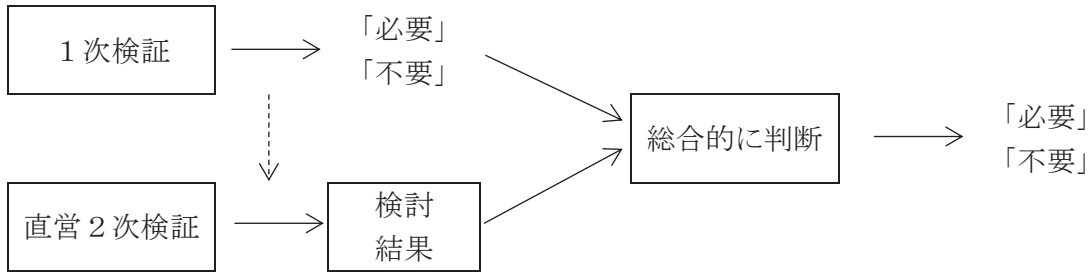 １次検証
「必要」
「不要」
直営２次検証
検討
結果
総合的に判断
「必要」
「不要」